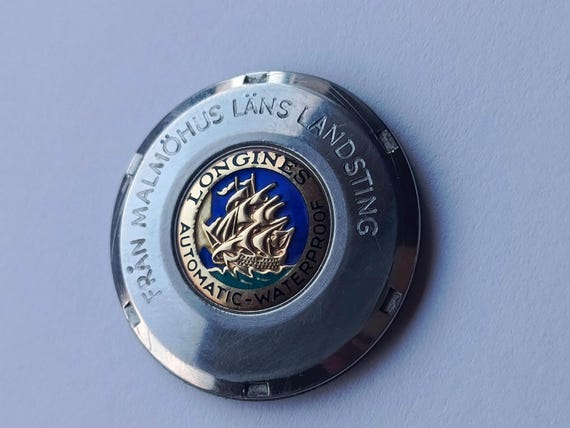 FRÅN MALMÖHUS LÄNS LANDSTING
LONGINES
AUTOMATIC-WATERPROOF